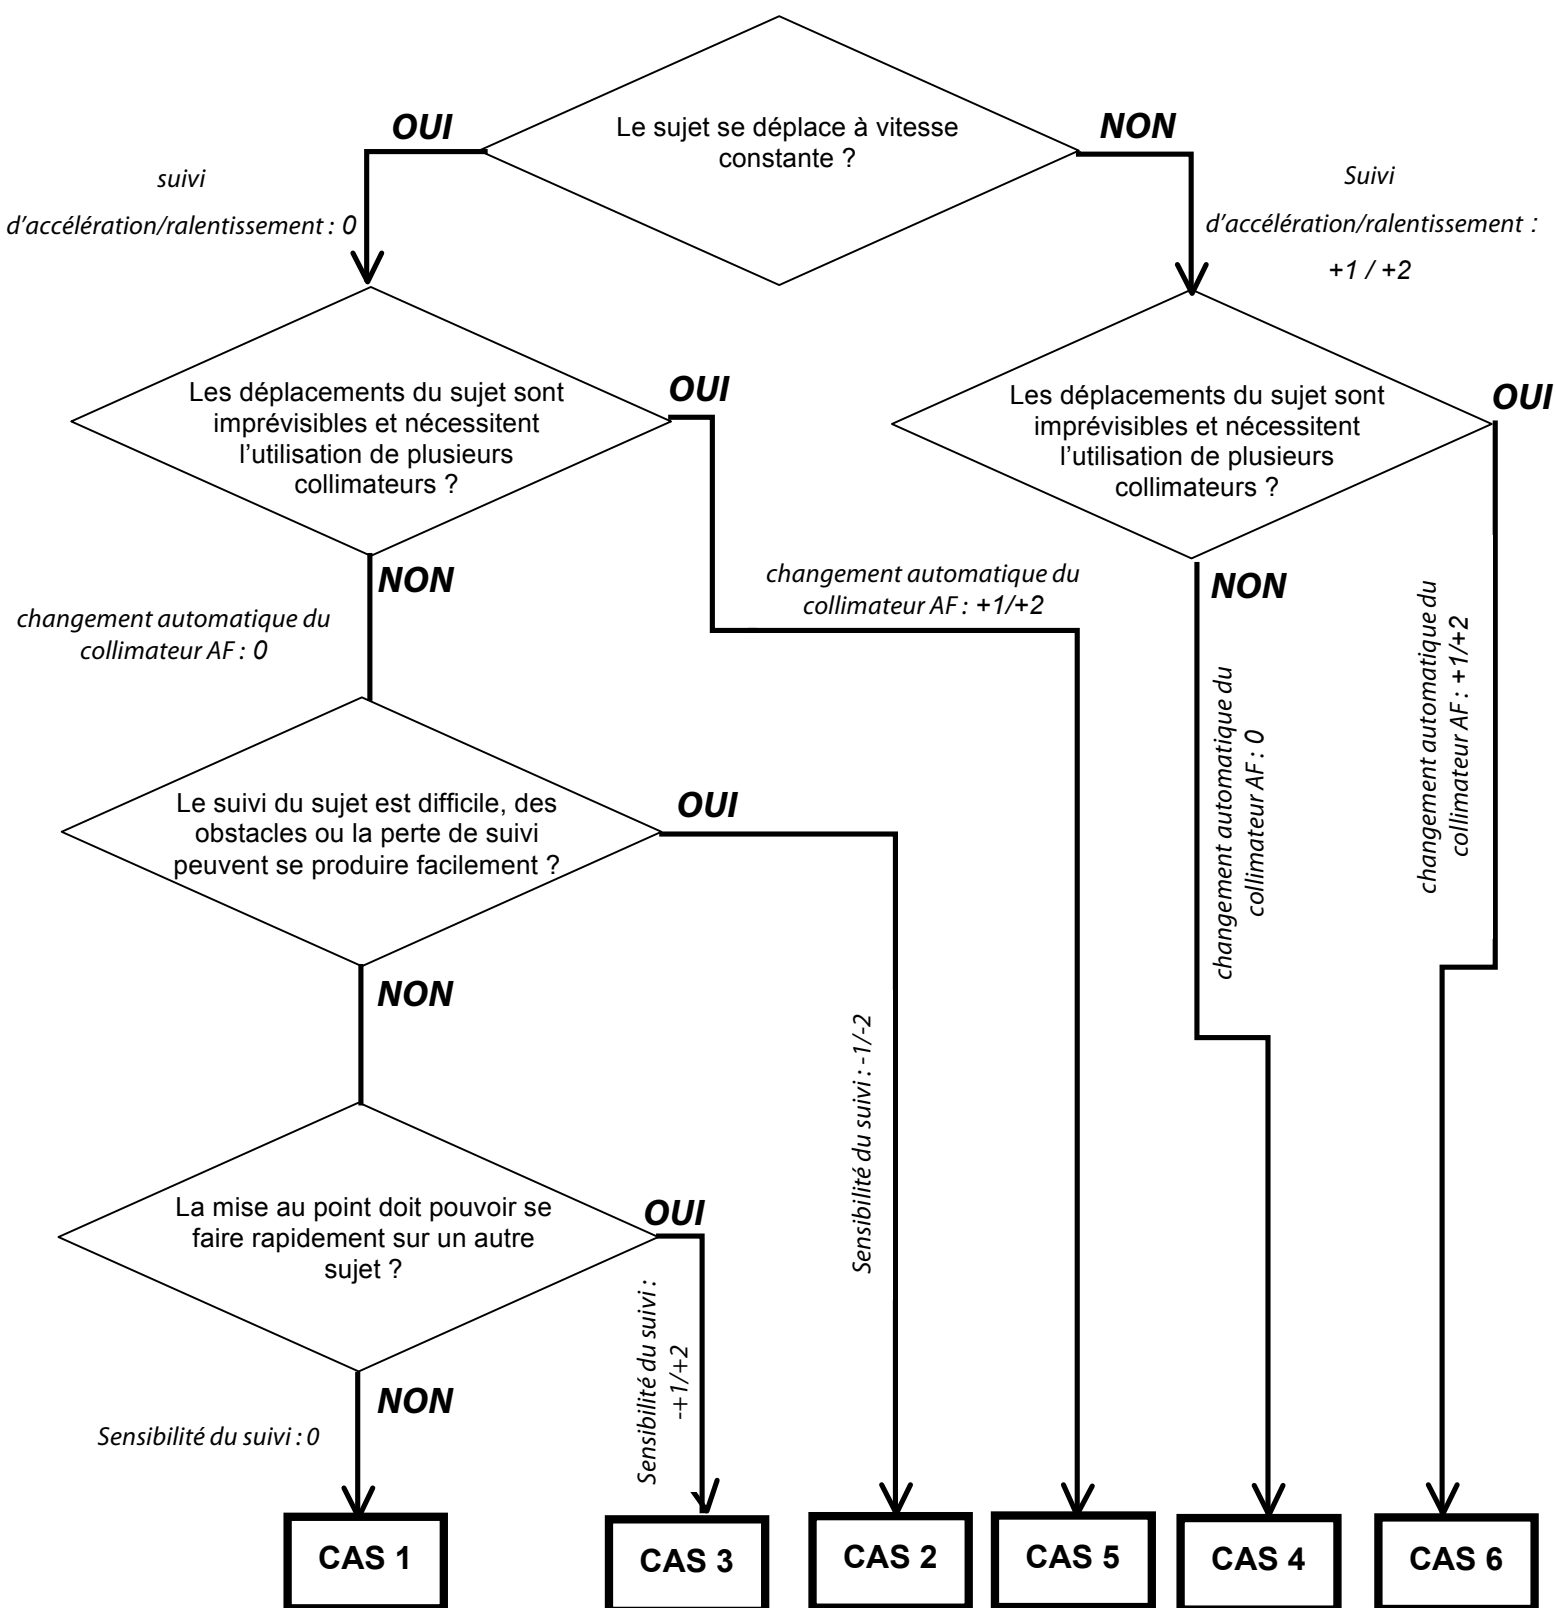 Le sujet se déplace à vitesse
constante ?
OUI
NON
suivi
d'accélération/ralentissement : 0
Suivi
d'accélération/ralentissement :
+1 / +2
Les déplacements du sujet sont
imprévisibles et nécessitent
l'utilisation de plusieurs
collimateurs ?
OUI
Les déplacements du sujet sont
imprévisibles et nécessitent
l'utilisation de plusieurs
collimateurs ?
OUI
NON
changement automatique du
collimateur AF : 0
changement automatique du
collimateur AF : +1/+2
NON
changement automatique du
collimateur AF : 0
changement automatique du
collimateur AF : +1/+2
Le suivi du sujet est difficile, des
obstacles ou la perte de suivi
peuvent se produire facilement ?
OUI
NON
Sensibilité du suivi : -1/-2
La mise au point doit pouvoir se
faire rapidement sur un autre
sujet ?
OUI
NON
Sensibilité du suivi :
-+1/+2
Sensibilité du suivi : 0
CAS 1
CAS 3
CAS 2
CAS 5
CAS 4
CAS 6